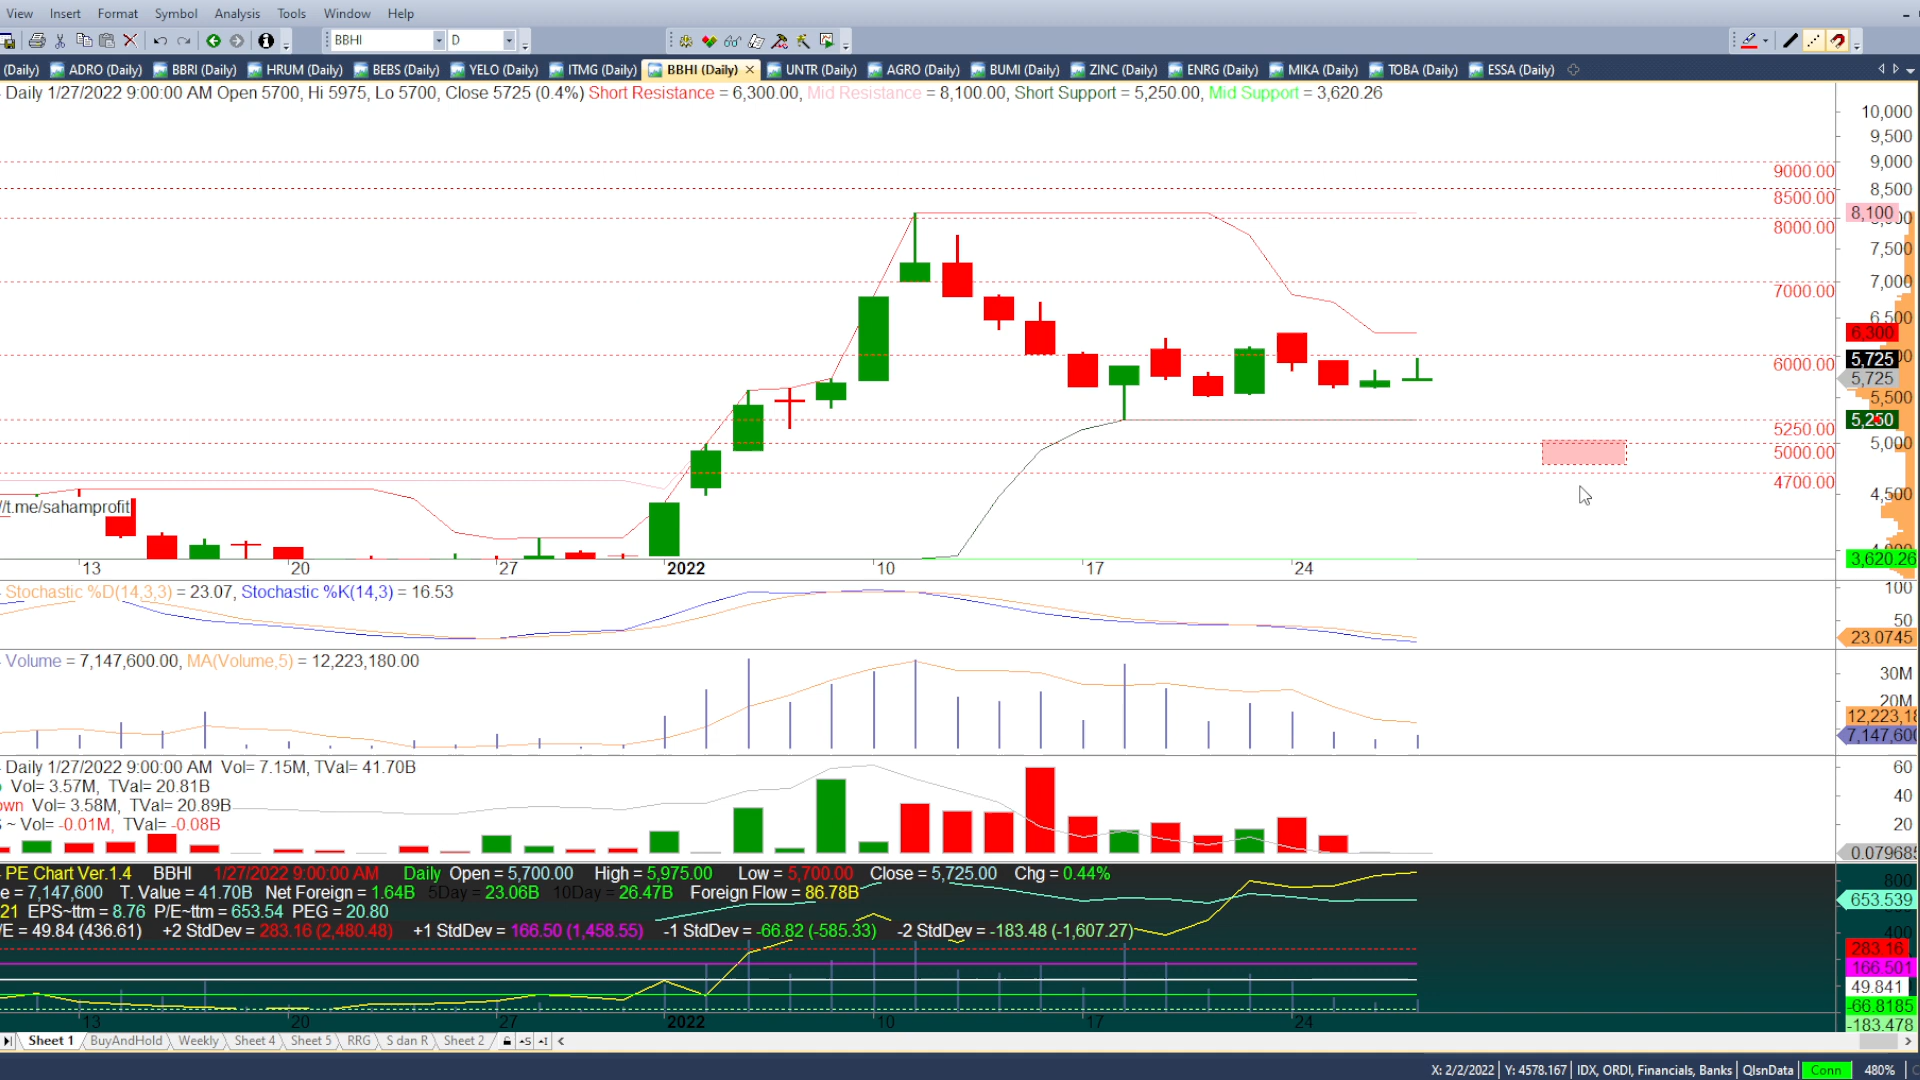 View Insert Format Symbol Analysis Tools Window Help
BBHI D
(Daily) ADRO (Daily) BBRI (Daily) HRUM (Daily) BEBS (Daily) YELO (Daily) ITMG (Daily) BBHI (Daily) UNTR (Daily) AGRO (Daily) BUMI (Daily) ZINC (Daily) ENRG (Daily) MIKA (Daily) TOBA (Daily) ESSA (Daily)
Daily 1/27/2022 9:00:00 AM Open 5700, Hi 5975, Lo 5700, Close 5725 (0.4%) Short Resistance = 6,300.00, Mid Resistance = 8,100.00, Short Support = 5,250.00, Mid Support = 3,620.26
10,000
9,500
9,000
9000.00
8,500
8500.00
8,100
8000.00
7,500
7,000
7000.00
6,500
6,300
5,725
6000.00
5,725
5,500
5,250
5250.00
5,000
5000.00
4700.00
4,500
//t.me/sahamprofit
3,620.26
13 20 27 2022 10 17 24
Stochastic %D(14,3,3) = 23.07, Stochastic %K(14,3) = 16.53
100
50
23.0745
Volume = 7,147,600.00, MA(Volume,5) = 12,223,180.00
30M
20M
12,223,18
7,147,600
Daily 1/27/2022 9:00:00 AM Vol= 7.15M, TVal= 41.70B
Vol= 3.57M, TVal= 20.81B
own Vol= 3.58M, TVal= 20.89B
~ Vol= -0.01M, TVal= -0.08B
60
40
20
0.079685
PE Chart Ver.1.4 BBHI 1/27/2022 9:00:00 AM Daily Open = 5,700.00 High = 5,975.00 Low = 5,700.00 Close = 5,725.00 Chg = 0.44%
e = 7,147,600 T. Value = 41.70B Net Foreign = 1.64B 5Day = 23.06B 10Day = 26.47B Foreign Flow = 86.78B
21 EPS~ttm = 8.76 P/E~ttm = 653.54 PEG = 20.80
/E = 49.84 (436.61) +2 StdDev = 283.16 (2,480.48) +1 StdDev = 166.50 (1,458.55) -1 StdDev = -66.82 (-585.33) -2 StdDev = -183.48 (-1,607.27)
800
653.539
400
283.16
166.501
49.841
-66.8185
-183.478
13 20 27 2022 10 17 24
Sheet 1 BuyAndHold Weekly Sheet 4 Sheet 5 RRG S dan R Sheet 2
X: 2/2/2022 Y: 4578.167 IDX, ORDI, Financials, Banks QlsnData Conn 480%